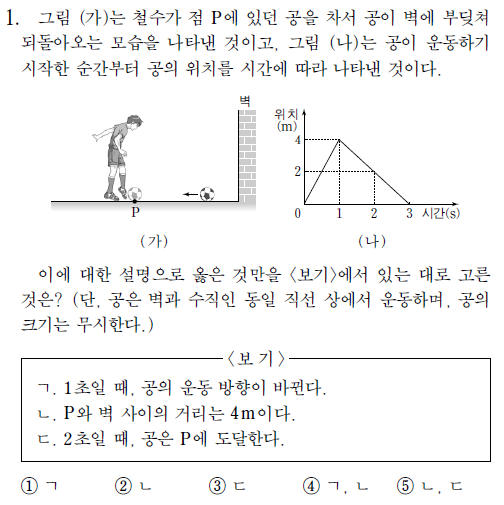 1. 그림 (가)는 철수가 점 P에 있던 공을 차서 공이 벽에 부딪쳐
되돌아오는 모습을 나타낸 것이고, 그림 (나)는 공이 운동하기
시작한 순간부터 공의 위치를 시간에 따라 나타낸 것이다.
벽
P
(가)
위치
(m)
4
2
0 1 2 3 시간(s)
(나)
이에 대한 설명으로 옳은 것만을 <보기>에서 있는 대로 고른
것은? (단, 공은 벽과 수직인 동일 직선 상에서 운동하며, 공의
크기는 무시한다.)
<보 기>
ㄱ. 1초일 때, 공의 운동 방향이 바뀐다.
ㄴ. P와 벽 사이의 거리는 4m이다.
ㄷ. 2초일 때, 공은 P에 도달한다.
① ㄱ ② ㄴ ③ ㄷ ④ ㄱ, ㄴ ⑤ ㄴ, ㄷ